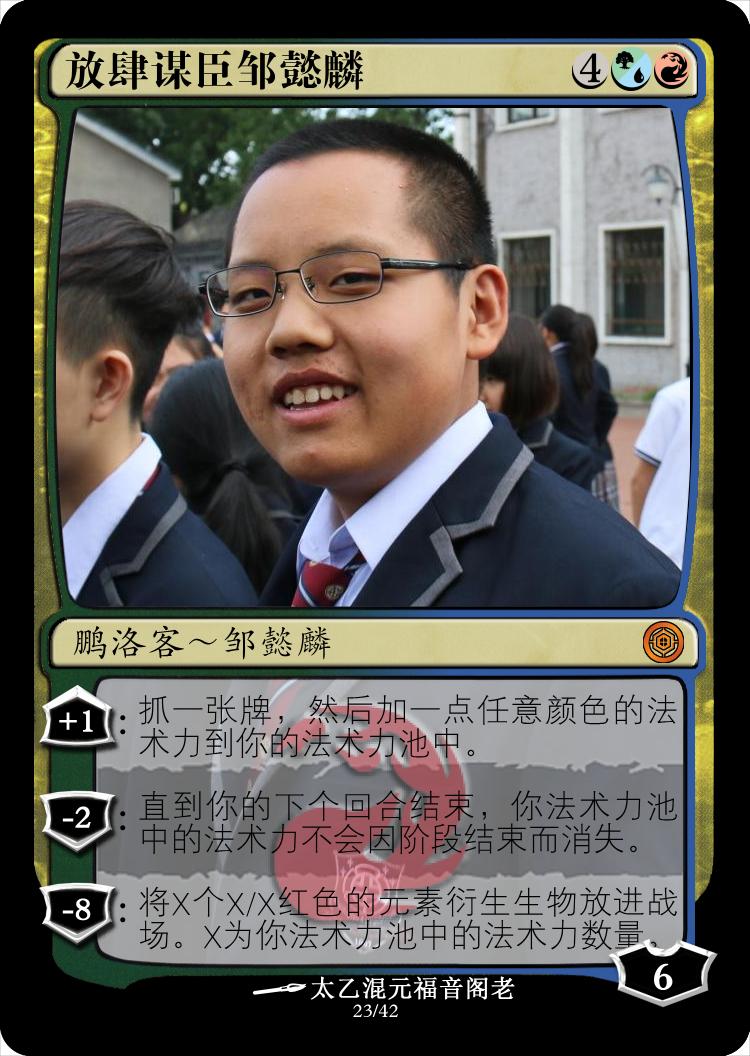 放肆谋臣邹懿麟 4
鹏洛客～邹懿麟
+1：抓一张牌，然后加一点任意颜色的法
术力到你的法术力池中。
-2：直到你的下个回合结束，你法术力池
中的法术力不会因阶段结束而消失。
-8：将X个X/X红色的元素衍生生物放进战
场。X为你法术力池中的法术力数量。
6
太乙混元福音阁老
23/42